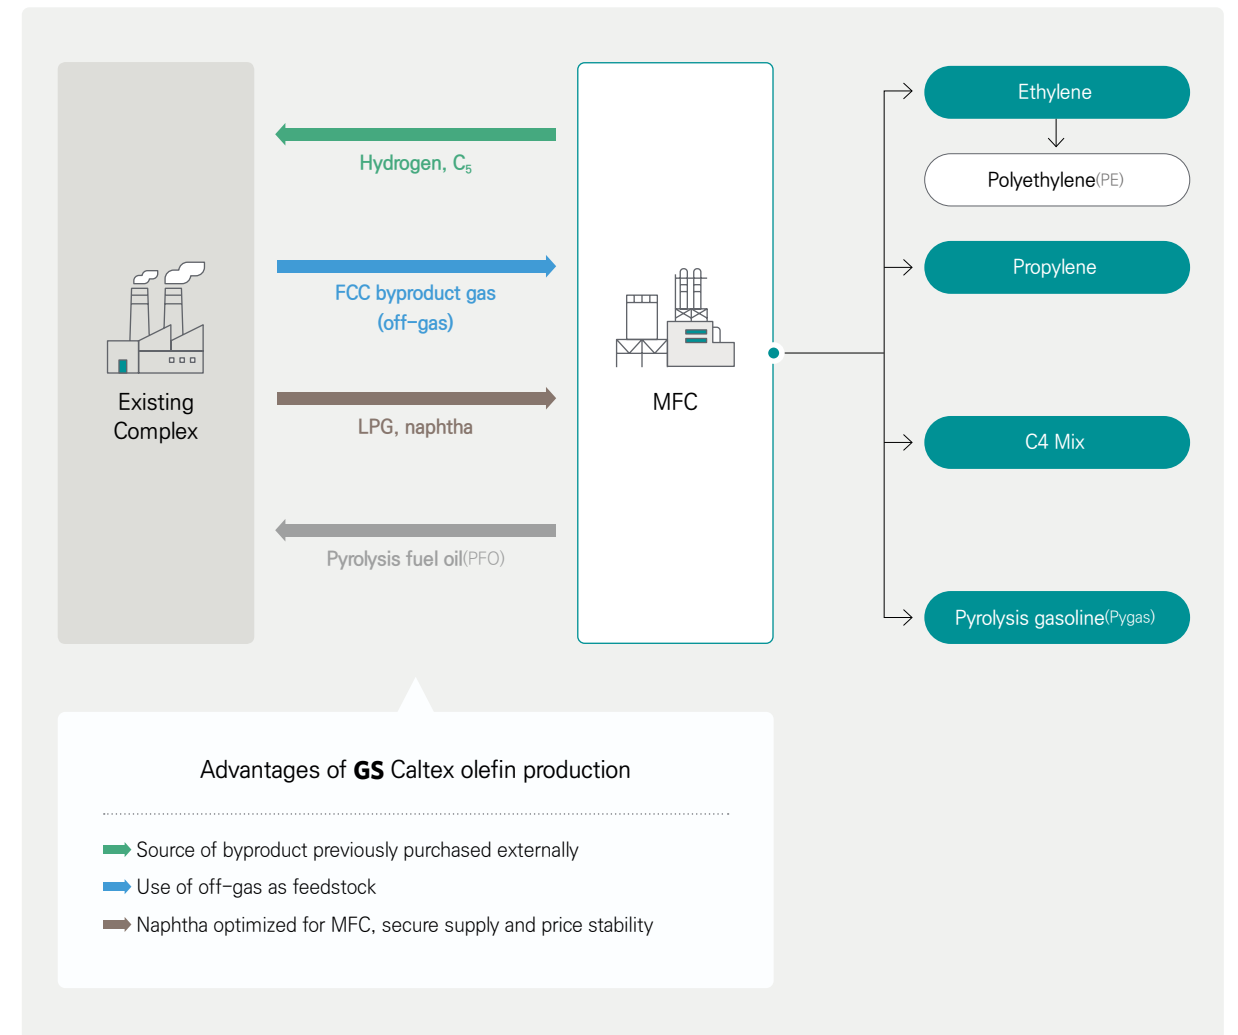 Existing
Complex
Hydrogen, C₅
FCC byproduct gas
(off-gas)
LPG, naphtha
Pyrolysis fuel oil(PFO)
MFC
Ethylene
Polyethylene(PE)
Propylene
C4 Mix
Pyrolysis gasoline(Pygas)
Advantages of GS Caltex olefin production
Source of byproduct previously purchased externally
Use of off-gas as feedstock
Naphtha optimized for MFC, secure supply and price stability